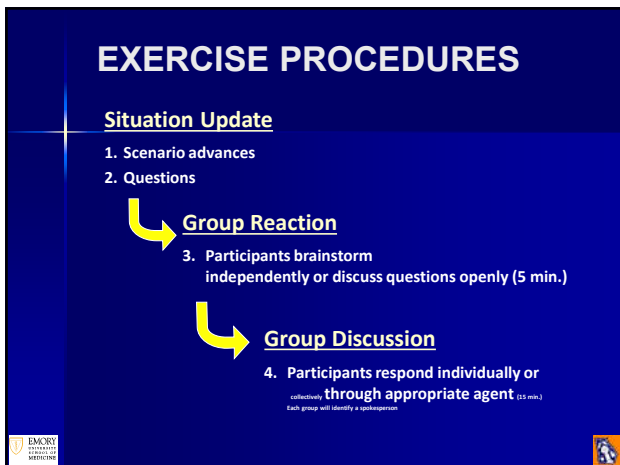 EXERCISE PROCEDURES
Situation Update
1. Scenario advances
2. Questions
Group Reaction
3. Participants brainstorm
independently or discuss questions openly (5 min.)
Group Discussion
4. Participants respond individually or
collectively through appropriate agent (15 min.)
Each group will identify a spokesperson
EMORY
UNIVERSITY
SCHOOL OF
MEDICINE